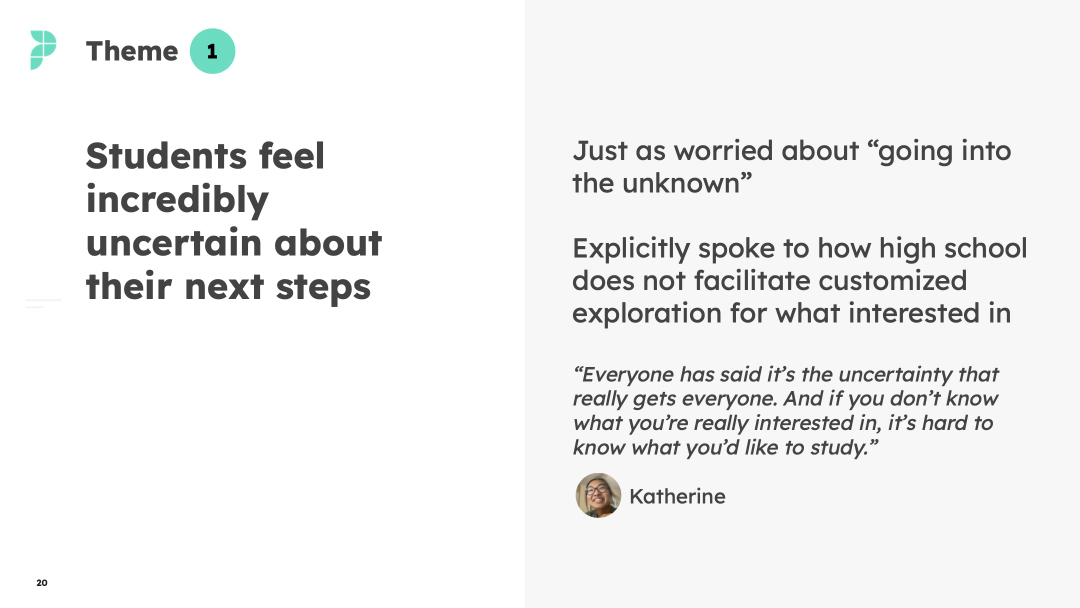 Theme 1
Students feel
incredibly
uncertain about
their next steps
Just as worried about “going into
the unknown”
Explicitly spoke to how high school
does not facilitate customized
exploration for what interested in
“Everyone has said it’s the uncertainty that
really gets everyone. And if you don’t know
what you’re really interested in, it’s hard to
know what you’d like to study.”
Katherine
20